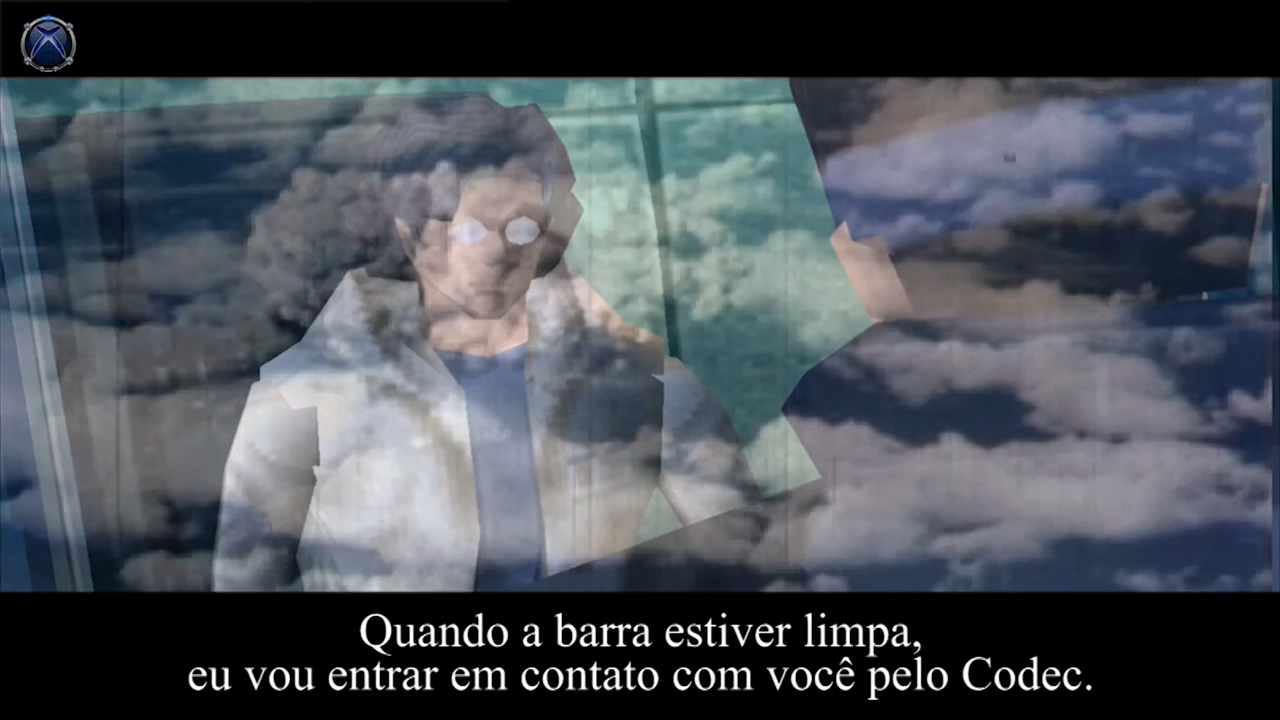 Quando a barra estiver limpa,
eu vou entrar em contato com você pelo Codec.